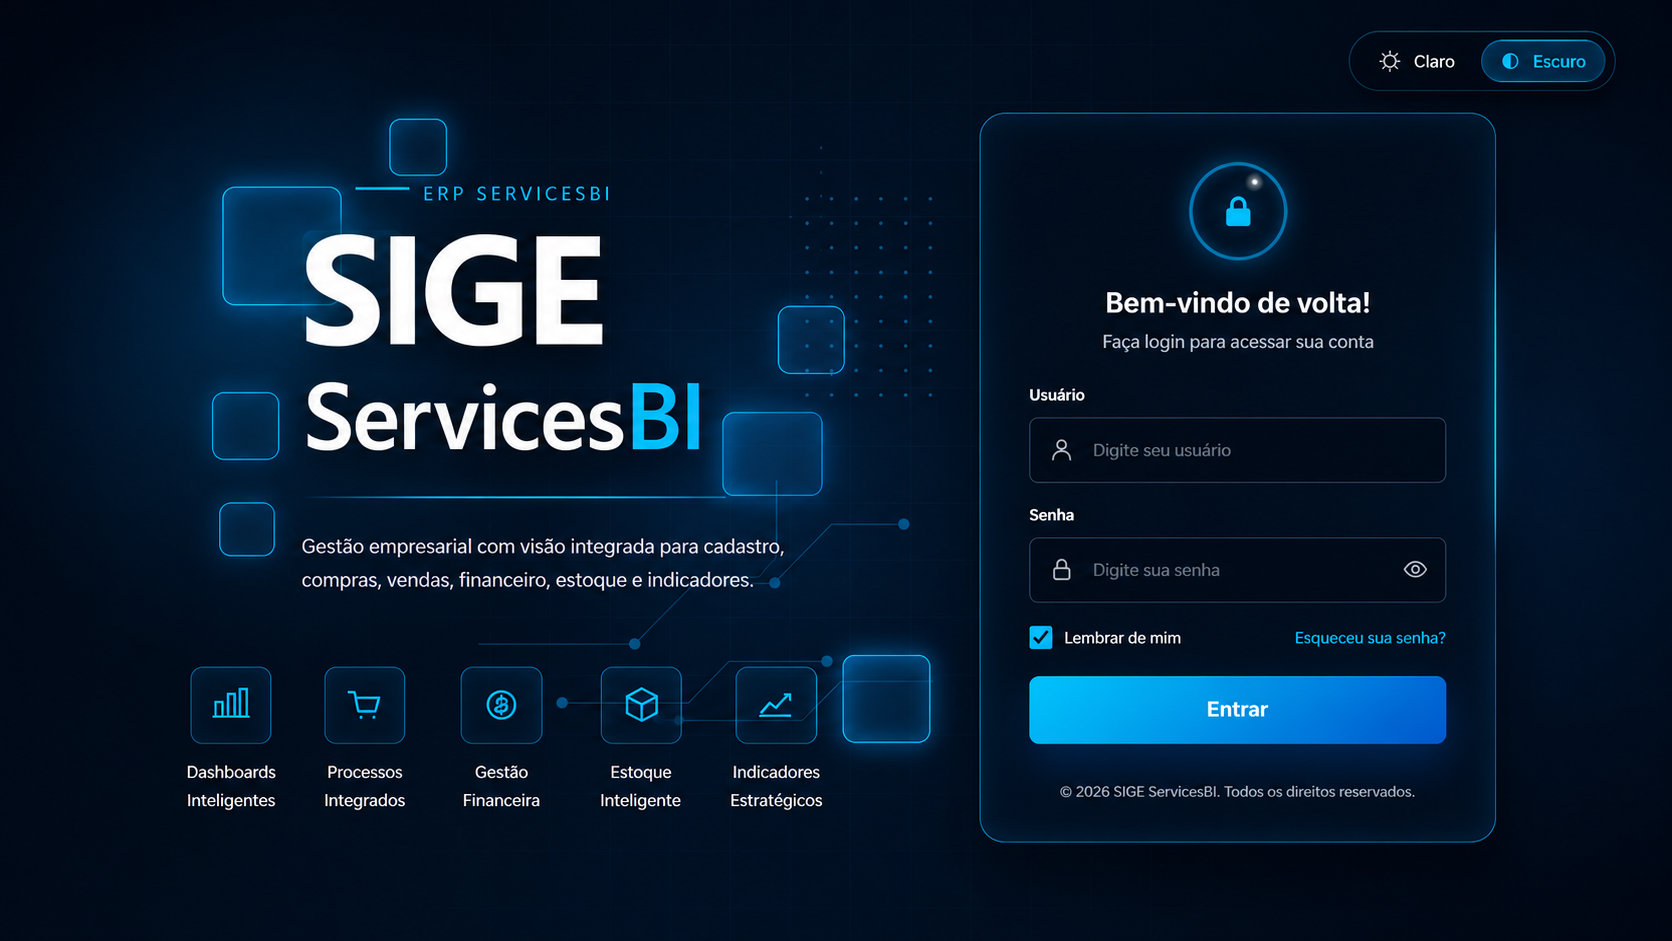 Claro
Escuro
ERP SERVICESBI
SIGE
ServicesBI
Gestão empresarial com visão integrada para cadastro,
compras, vendas, financeiro, estoque e indicadores.
Dashboards
Inteligentes
Processos
Integrados
Gestão
Financeira
Estoque
Inteligente
Indicadores
Estratégicos
Bem-vindo de volta!
Faça login para acessar sua conta
Usuário
Digite seu usuário
Senha
Digite sua senha
Lembrar de mim
Esqueceu sua senha?
Entrar
© 2026 SIGE ServicesBI. Todos os direitos reservados.